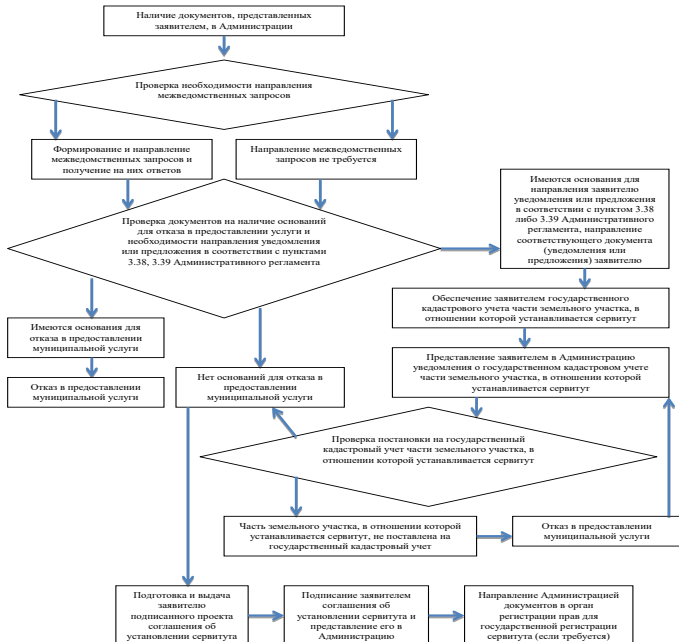 Наличие документов, представленных
заявителем, в Администрации
Проверка необходимости направления
межведомственных запросов
Формирование и направление
межведомственных запросов и
получение на них ответов
Направление межведомственных
запросов не требуется
Имеются основания для
направления заявителю
уведомления или предложения
в соответствии с пунктом 3.38
либо 3.39 Административного
регламента, направление
соответствующего документа
(уведомления или
предложения) заявителю
Проверка документов на наличие оснований
для отказа в предоставлении услуги и
необходимости направления уведомления
или предложения в соответствии с пунктами
3.38, 3.39 Административного регламента
Обеспечение заявителем государственного
кадастрового учета части земельного участка, в
отношении которой устанавливается сервитут
Имеются основания для
отказа в предоставлении
муниципальной услуги
Представление заявителем в Администрацию
уведомления о государственном кадастровом учете
части земельного участка, в отношении которой
устанавливается сервитут
Отказ в предоставлении
муниципальной услуги
Нет оснований для отказа в
предоставлении
муниципальной услуги
Проверка постановки на государственный
кадастровый учет части земельного участка, в
отношении которой устанавливается сервитут
Часть земельного участка, в отношении которой
устанавливается сервитут, не поставлена на
государственный кадастровый учет
Отказ в предоставлении
муниципальной услуги
Подготовка и выдача
заявителю
подписанного проекта
соглашения об
установлении сервитута
Подписание заявителем
соглашения об
установлении сервитута и
представление его в
Администрацию
Направление Администрацией
документов в орган
регистрации прав для
государственной регистрации
сервитута (если требуется)